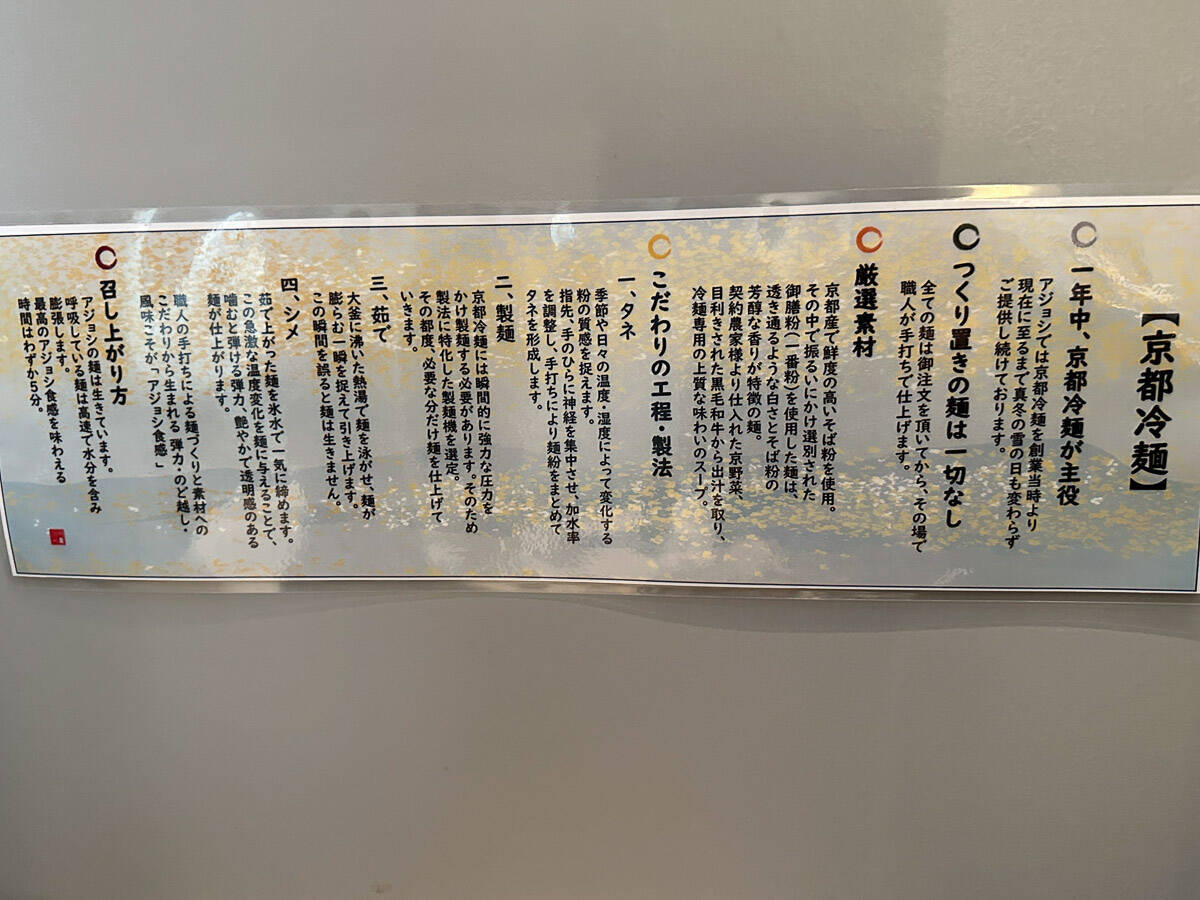 【京都冷麺】
一年中、京都冷麺が主役
アジョシでは京都冷麺を創業当時より
現在に至るまで真冬の雪の日も変わらず
ご提供し続けております。
つくり置きの麺は一切なし
全ての麺は御注文を頂いてから、その場で
職人が手打ちで仕上げます。
厳選素材
京都産で鮮度の高いそば粉を使用。
その中で振るいにかけ選別された
御膳粉(一番粉)を使用した麺は、
透き通るような白さとそば粉の
芳醇な香りが特徴の麺。
契約農家様より仕入れた京野菜、
目利きされた黒毛和牛から出汁を取り、
冷麺専用の上質な味わいのスープ。
こだわりの工程・製法
一、タネ
季節や日々の温度・湿度によって変化する
粉の質感を捉えます。
指先、手のひらに神経を集中させ、加水率
を調整し、手打ちにより麺粉をまとめて
タネを形成します。
二、製麺
京都冷麺には瞬間的に強力な圧力を
かけ製麺する必要があります。そのため
製法に特化した製麺機を選定。
その都度、必要な分だけ麺を仕上げて
いきます。
三、茹で
大釜に沸いた熱湯で麺を泳がせ、麺が
膨らむ一瞬を捉えて引き上げます。
この瞬間を誤ると麺は生きません。
四、シメ
茹で上がった麺を氷水で一気に締めます。
この急激な温度変化を麺に与えることで、
噛むと弾ける弾力、艶やかで透明感のある
麺が仕上がります。
職人の手打ちによる麺づくりと素材への
こだわりから生まれる 弾力・のど越し・
風味こそが、「アジョシ食感」
召し上がり方
アジョシの麺は生きています。
呼吸している麺は高速で水分を含み
膨張します。
最高のアジョシ食感を味わえる
時間はわずか5分。